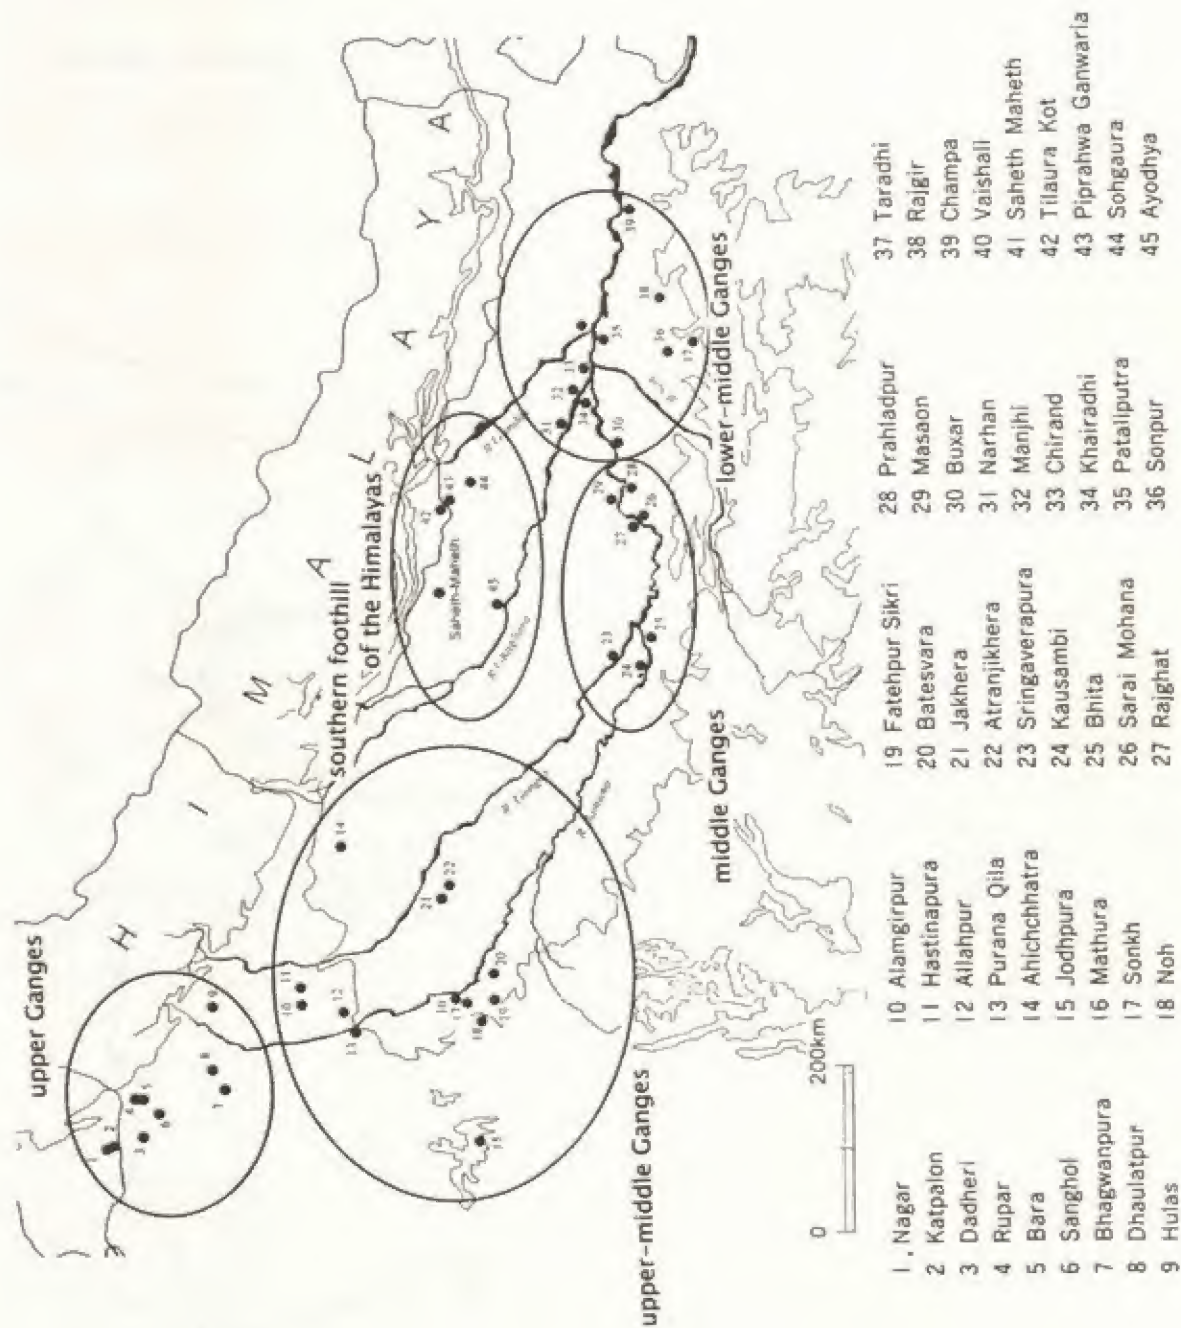 upper Ganges
H I M A L A Y A
southern foothill
of the Himalayas
Saheth-Maheth
upper-middle Ganges
middle Ganges
lower-middle Ganges
0 200km
1, Nagar
2 Katpalon
3 Dadheri
4 Rupar
5 Bara
6 Sanghol
7 Bhagwanpura
8 Dhaulatpur
9 Hulas
10 Alamgirpur
11 Hastinapura
12 Allahpur
13 Purana Qila
14 Ahichchhatra
15 Jodhpura
16 Mathura
17 Sonkh
18 Noh
19 Fatehpur Sikri
20 Batesvara
21 Jakhera
22 Atranjikhera
23 Sringaverapura
24 Kausambi
25 Bhita
26 Sarai Mohana
27 Rajghat
28 Prahladpur
29 Masaon
30 Buxar
31 Narhan
32 Manjhi
33 Chirand
34 Khairadhi
35 Pataliputra
36 Sonpur
37 Taradhi
38 Rajgir
39 Champa
40 Vaishali
41 Saheth Maheth
42 Tilaura Kot
43 Piprahwa Ganwaria
44 Sohgaura
45 Ayodhya